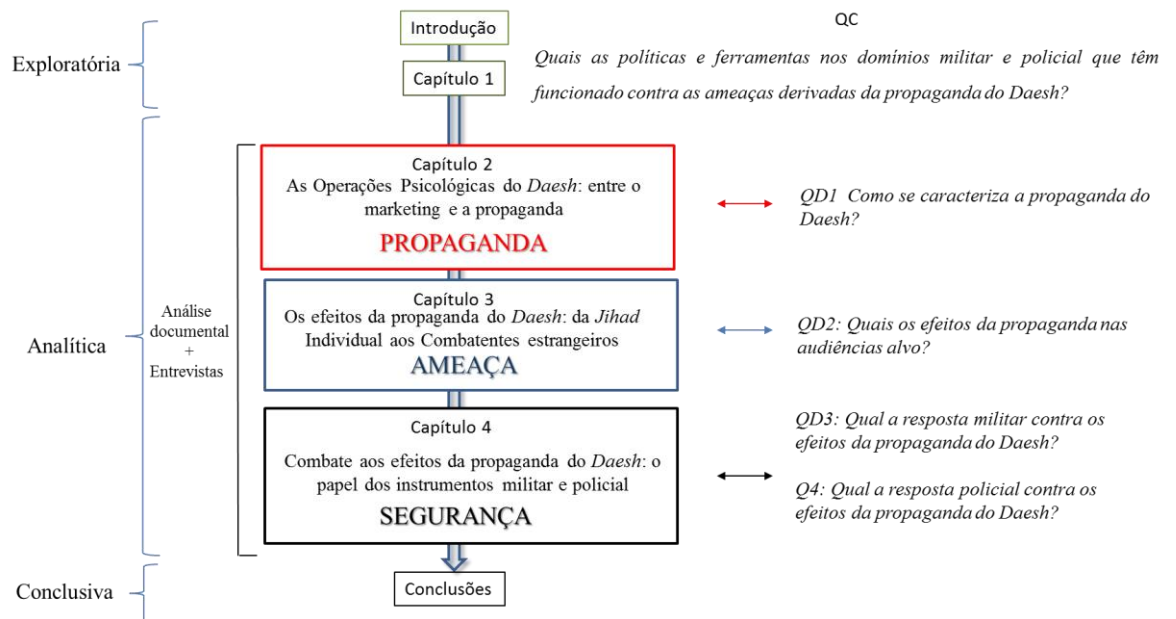 Introdução
QC
Exploratória
Capítulo 1
Quais as políticas e ferramentas nos domínios militar e policial que têm
funcionado contra as ameaças derivadas da propaganda do Daesh?
Capítulo 2
As Operações Psicológicas do Daesh: entre o
marketing e a propaganda
PROPAGANDA
QD1 Como se caracteriza a propaganda do
Daesh?
Analítica
Análise
documental
+
Entrevistas
Capítulo 3
Os efeitos da propaganda do Daesh: da Jihad
Individual aos Combatentes estrangeiros
AMEAÇA
QD2: Quais os efeitos da propaganda nas
audiências alvo?
Capítulo 4
Combate aos efeitos da propaganda do Daesh: o
papel dos instrumentos militar e policial
SEGURANÇA
QD3: Qual a resposta militar contra os
efeitos da propaganda do Daesh?
Q4: Qual a resposta policial contra os
efeitos da propaganda do Daesh?
Conclusiva
Conclusões